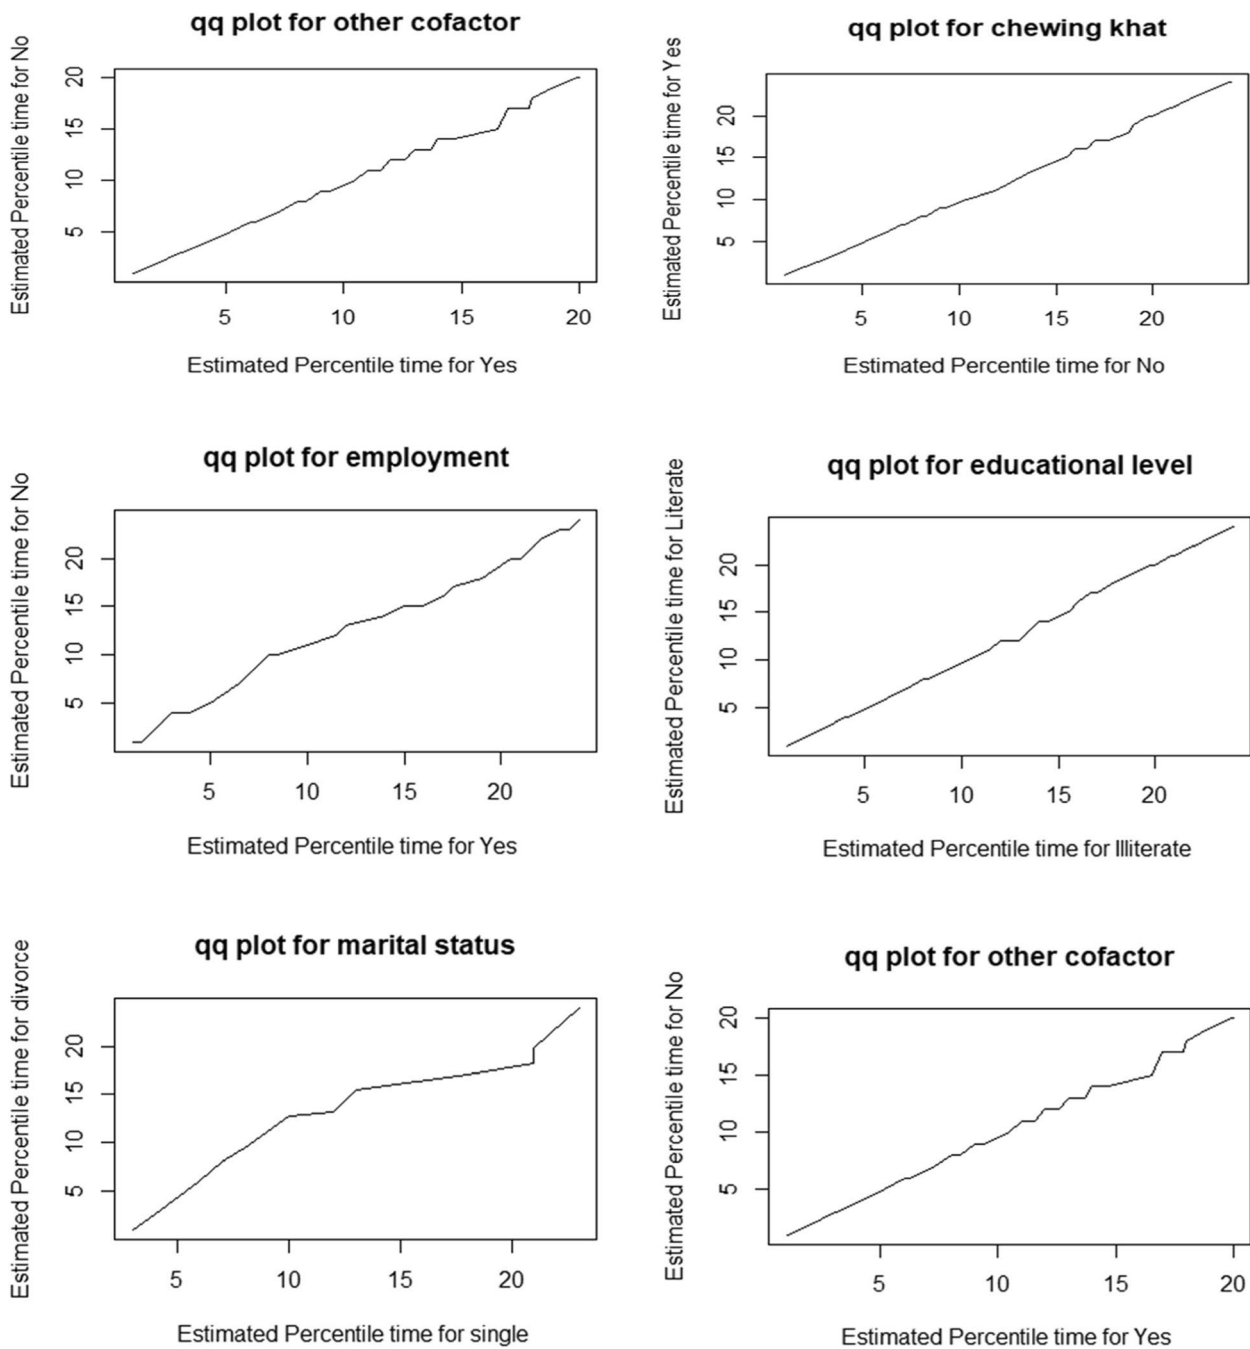 qq plot for other cofactor
Estimated Percentile time for No
20
15
10
5
5 10 15 20
Estimated Percentile time for Yes
qq plot for chewing khat
Estimated Percentile time for Yes
20
15
10
5
5 10 15 20
Estimated Percentile time for No
qq plot for employment
Estimated Percentile time for No
20
15
10
5
5 10 15 20
Estimated Percentile time for Yes
qq plot for educational level
Estimated Percentile time for Literate
20
15
10
5
5 10 15 20
Estimated Percentile time for Illiterate
qq plot for marital status
Estimated Percentile time for divorce
20
15
10
5
5 10 15 20
Estimated Percentile time for single
qq plot for other cofactor
Estimated Percentile time for No
20
15
10
5
5 10 15 20
Estimated Percentile time for Yes